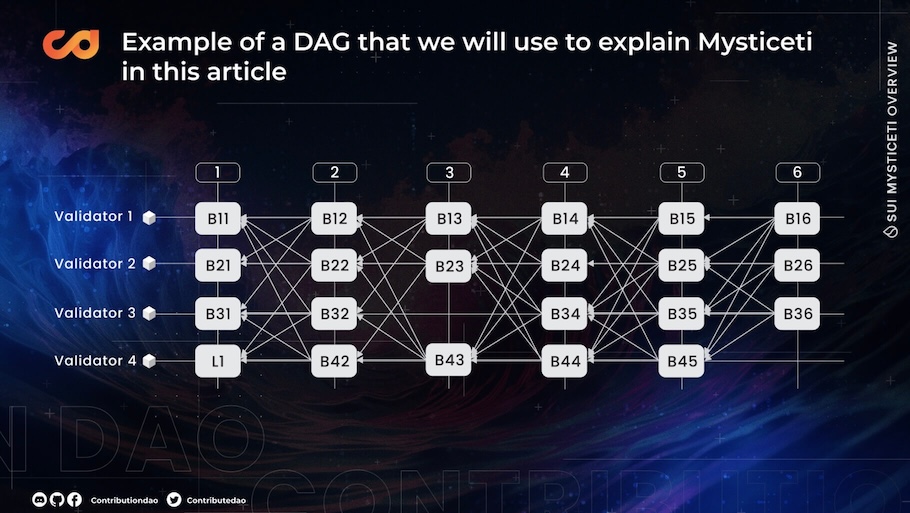 Example of a DAG that we will use to explain Mysticeti
in this article
SUI MYSTICETI OVERVIEW
1 2 3 4 5 6
Validator 1 B11 B12 B13 B14 B15 B16
Validator 2 B21 B22 B23 B24 B25 B26
Validator 3 B31 B32 B34 B35 B36
Validator 4 L1 B42 B43 B44 B45
N DAO
CONTRIBUTIO
Contributiondao Contributedao